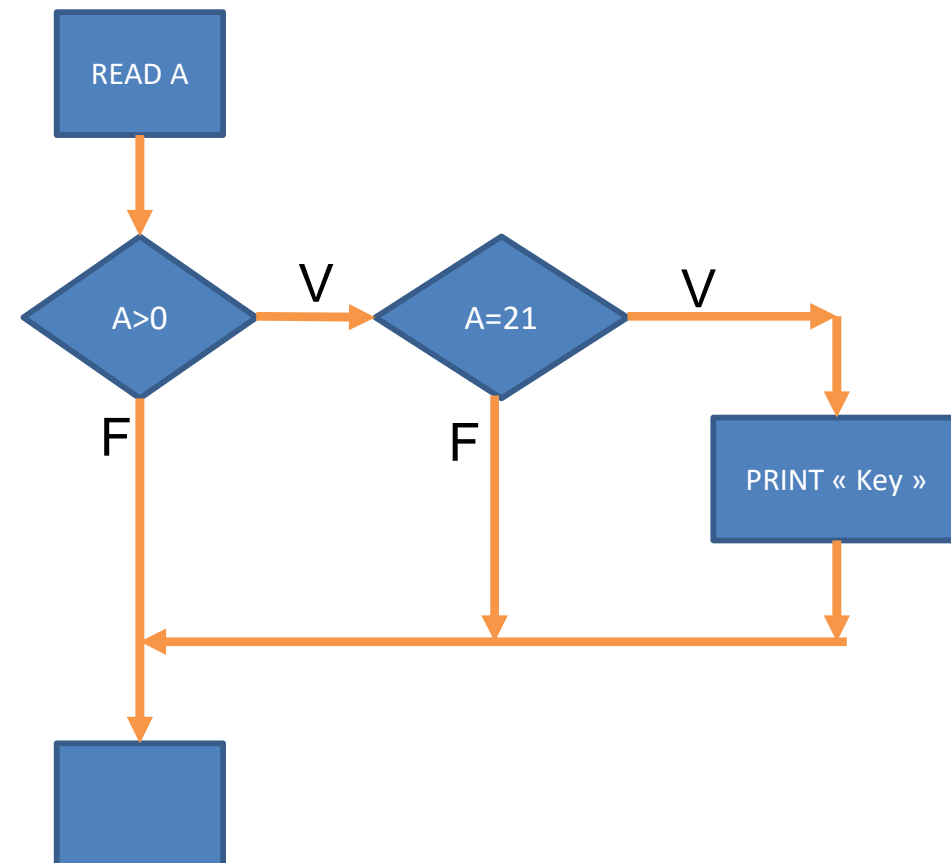 READ A
A>0
V
A=21
V
F
F
PRINT « Key »